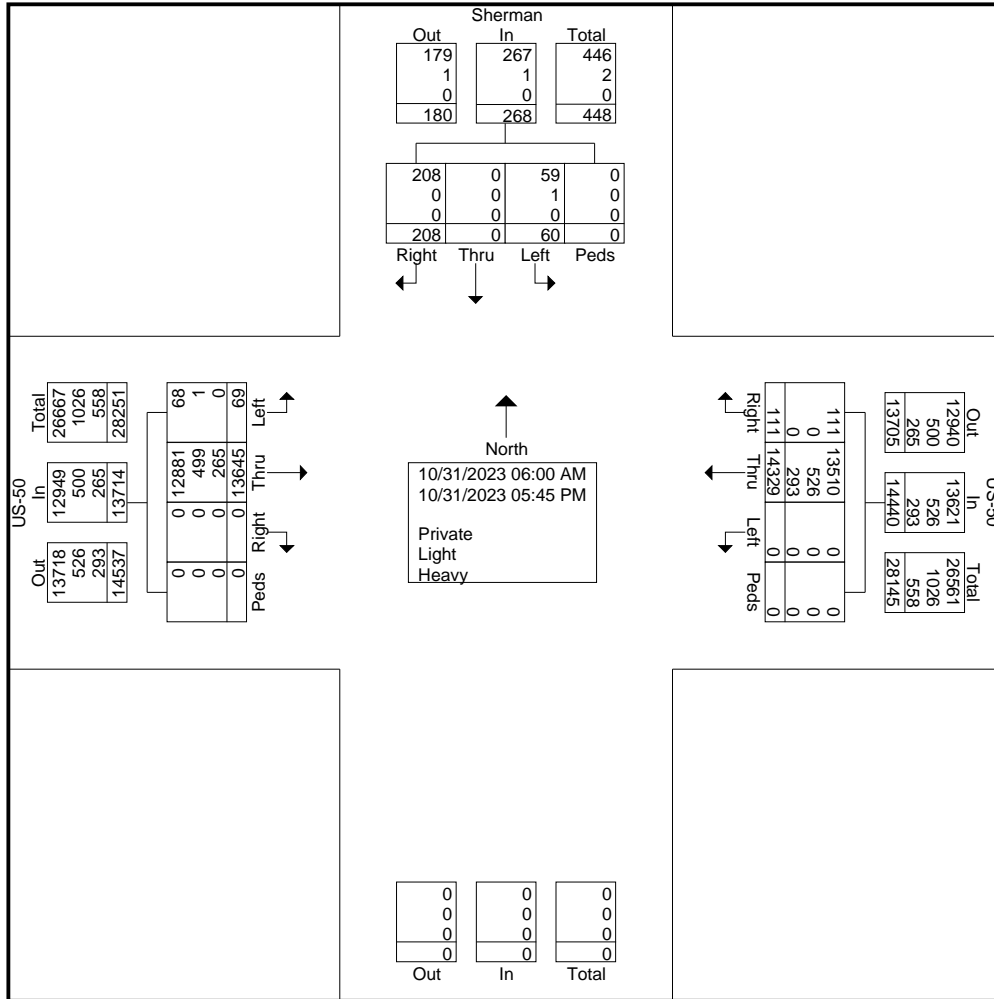 Sherman
Out In Total
179 267 446
1 1 2
0 0 0
180 268 448
208 0 59 0
0 0 1 0
0 0 0 0
208 0 60 0
Right Thru Left Peds
US-50
Total
26667
1026
558
28251
In
12949
500
265
13714
Out
13718
526
293
14537
Left
68
1
0
69
Thru
12881
499
265
13645
Right
0
0
0
0
Peds
0
0
0
0
North
10/31/2023 06:00 AM
10/31/2023 05:45 PM
Private
Light
Heavy
Right
111
0
0
111
Thru
13510
526
293
14329
Left
0
0
0
0
Peds
0
0
0
0
US-50
Out
12940
500
265
13705
In
13621
526
293
14440
Total
26561
1026
558
28145
0 0 0
0 0 0
0 0 0
0 0 0
Out In Total